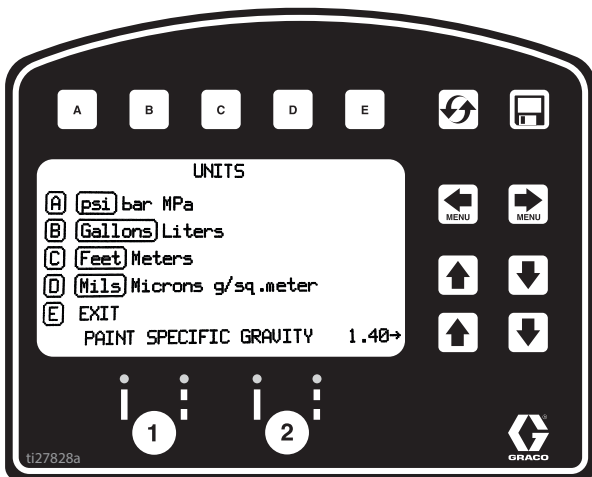 A B C D E
UNITS
A psi bar MPa
B Gallons Liters
C Feet Meters
D Mils Microns g/sq.meter
E EXIT
PAINT SPECIFIC GRAVITY 1.40→
MENU MENU
1 2
ti27828a
GRACO